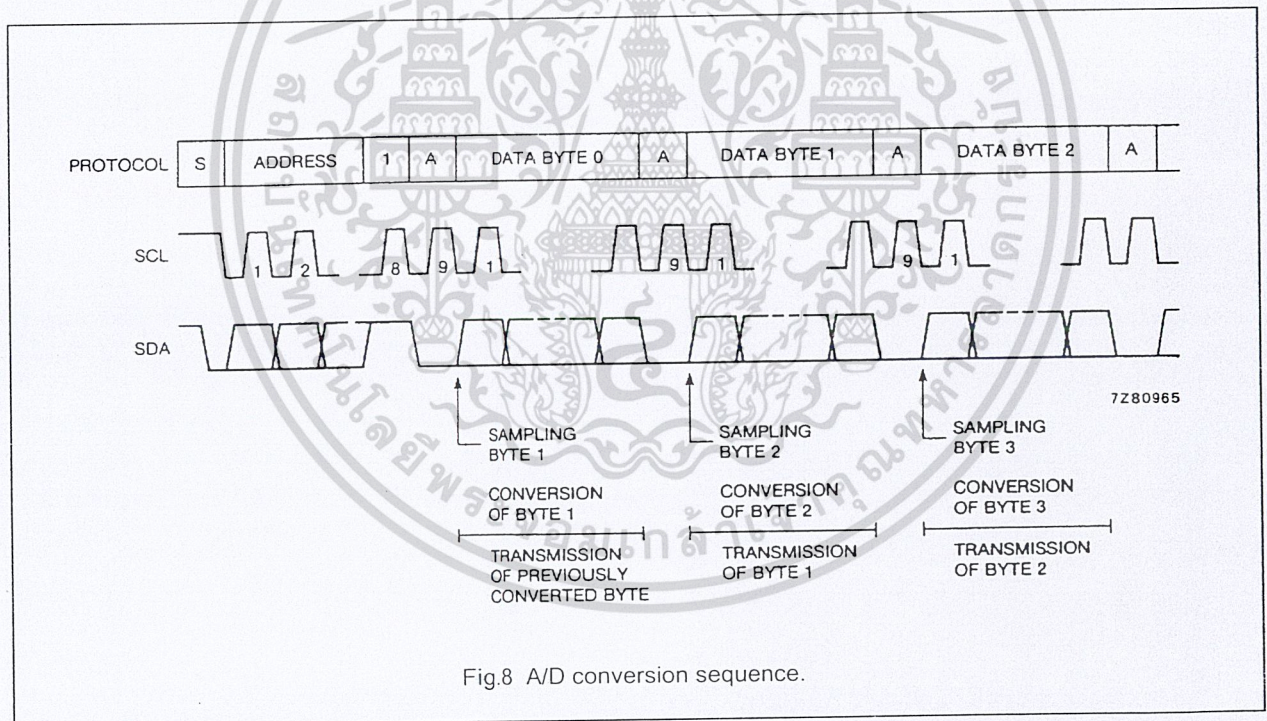 PROTOCOL S ADDRESS 1 A DATA BYTE 0 A DATA BYTE 1 A DATA BYTE 2 A
SCL 1 2 8 9 1 9 1 9 1
SDA
7Z80965
SAMPLING
BYTE 1
SAMPLING
BYTE 2
SAMPLING
BYTE 3
CONVERSION
OF BYTE 1
CONVERSION
OF BYTE 2
CONVERSION
OF BYTE 3
TRANSMISSION
OF PREVIOUSLY
CONVERTED BYTE
TRANSMISSION
OF BYTE 1
TRANSMISSION
OF BYTE 2
Fig.8 A/D conversion sequence.